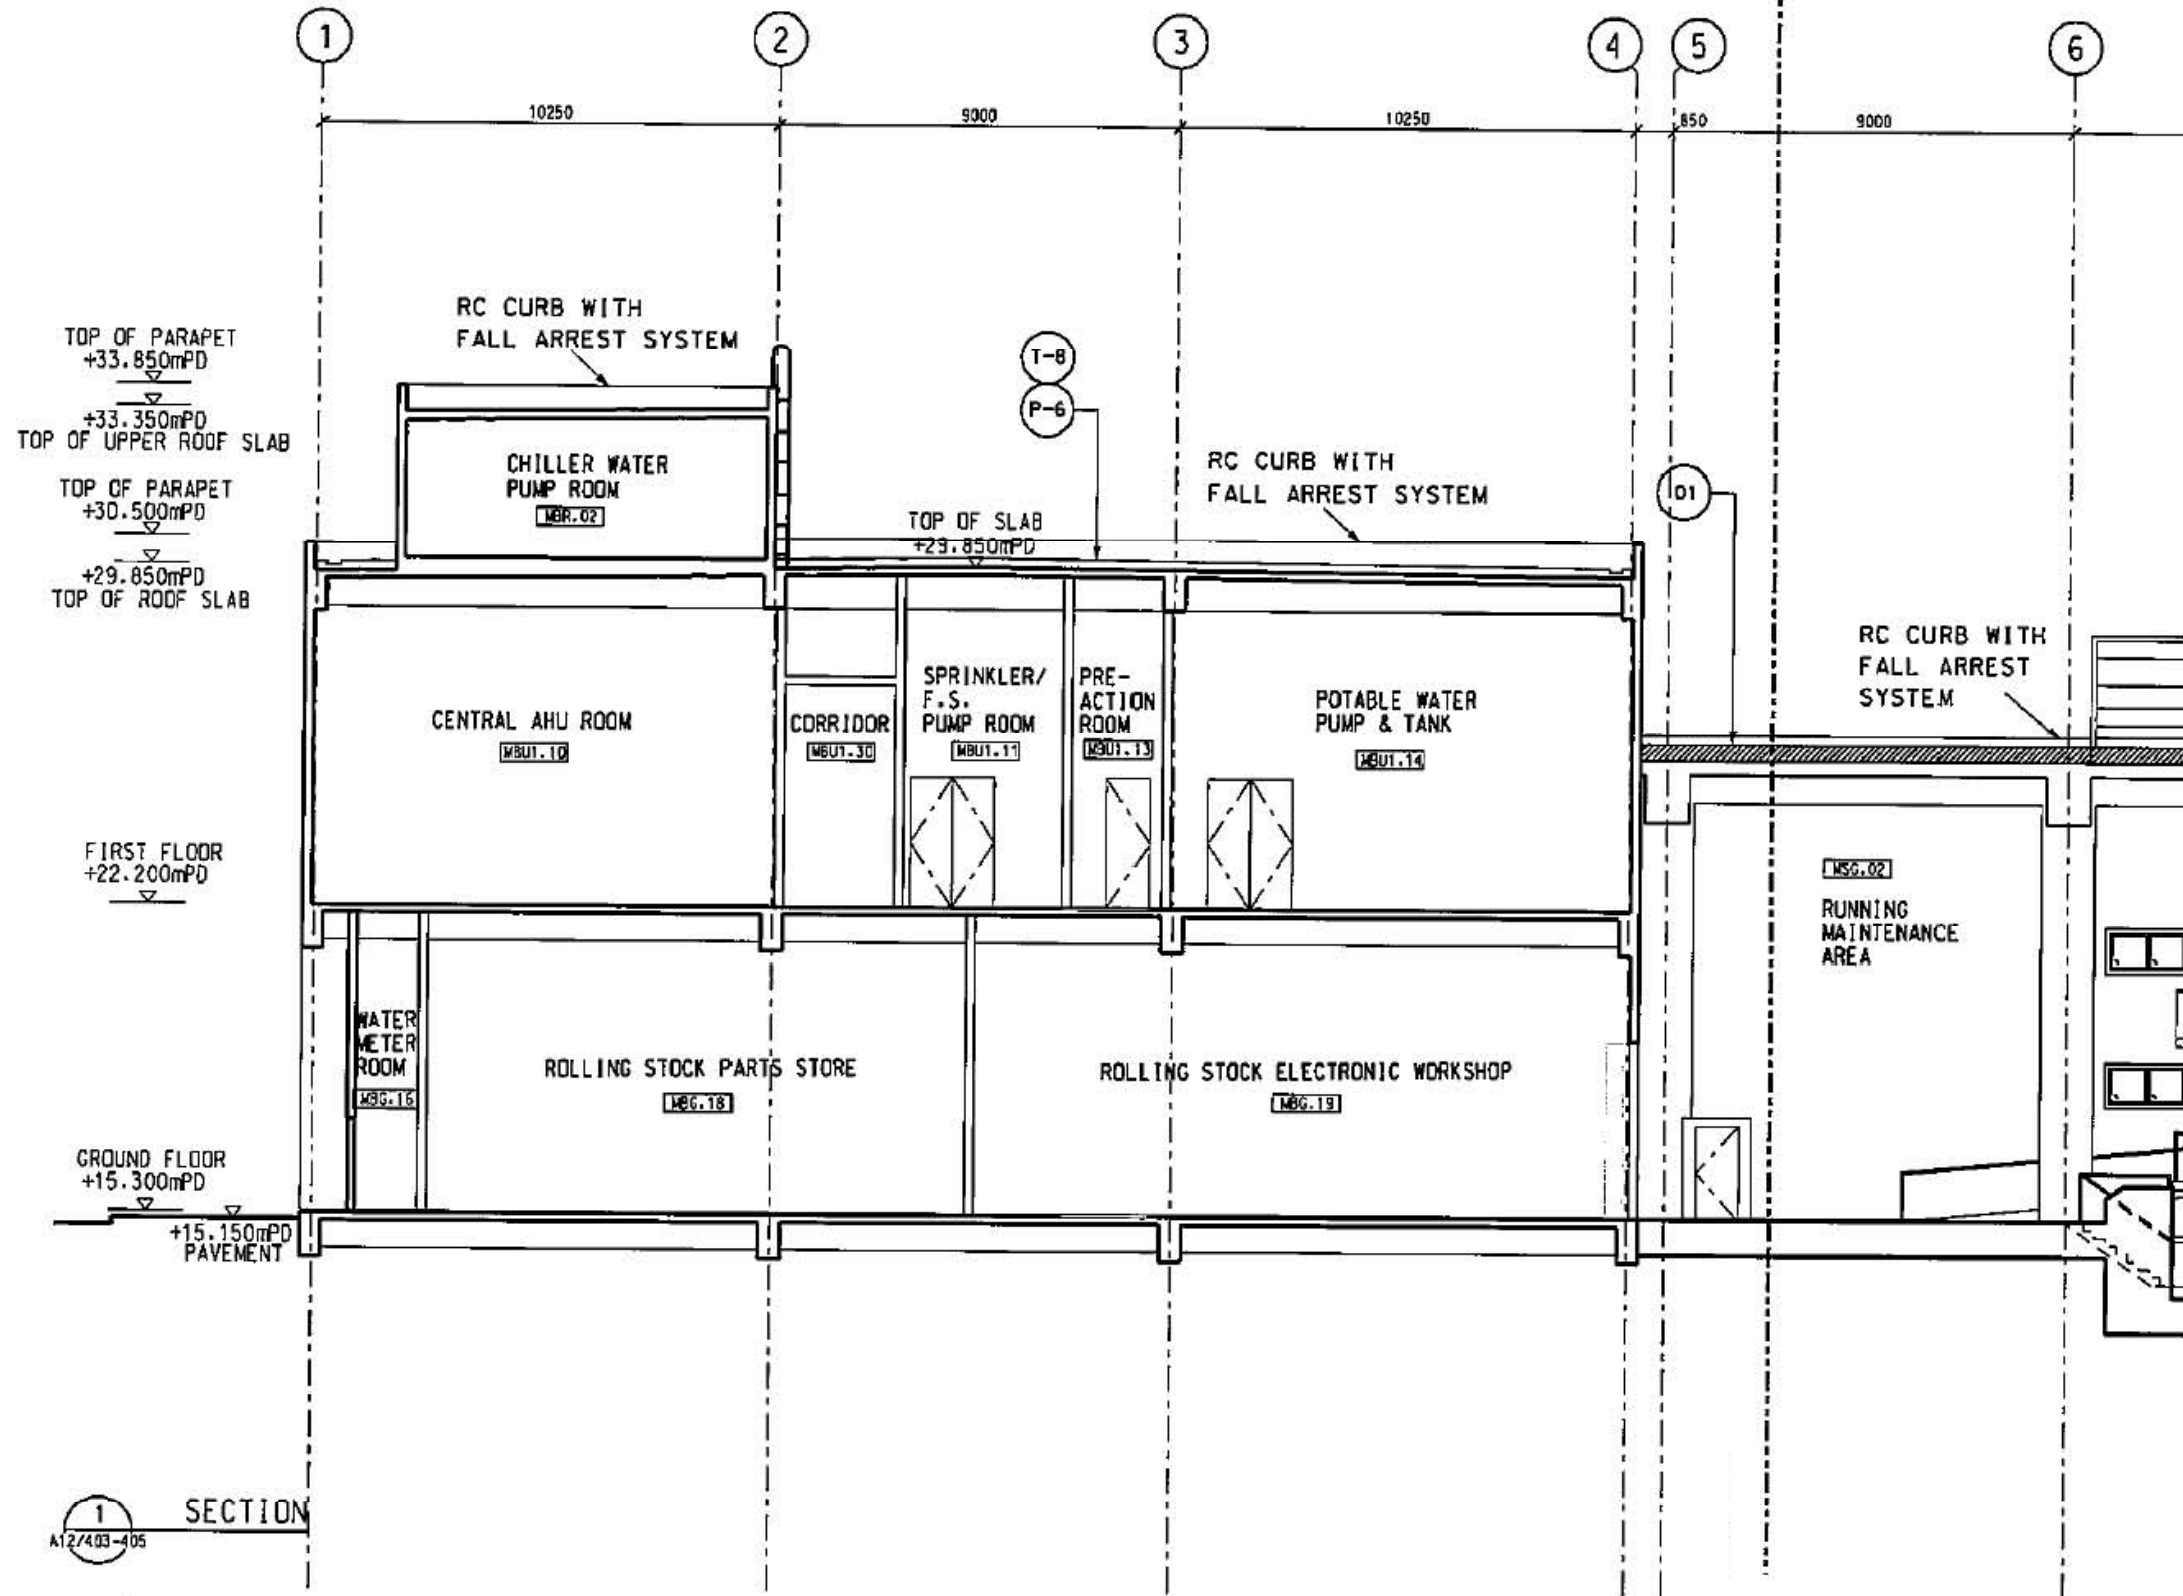 1
2
3
4
5
6
10250
9000
10250
850
9000
RC CURB WITH
FALL ARREST SYSTEM
TOP OF PARAPET
+33.850mPD
+33.350mPD
TOP OF UPPER ROOF SLAB
T-8
P-6
CHILLER WATER
PUMP ROOM
MBR.02
RC CURB WITH
FALL ARREST SYSTEM
TOP OF PARAPET
+30.500mPD
D1
TOP OF SLAB
+29.850mPD
+29.850mPD
TOP OF ROOF SLAB
RC CURB WITH
FALL ARREST
SYSTEM
CENTRAL AHU ROOM
MBU1.10
CORRIDOR
MBU1.30
SPRINKLER/
F.S.
PUMP ROOM
MBU1.11
PRE-
ACTION
ROOM
MBU1.13
POTABLE WATER
PUMP & TANK
MBU1.14
FIRST FLOOR
+22.200mPD
MSG.02
RUNNING
MAINTENANCE
AREA
WATER
METER
ROOM
MBG.16
ROLLING STOCK PARTS STORE
MBG.18
ROLLING STOCK ELECTRONIC WORKSHOP
MBG.19
GROUND FLOOR
+15.300mPD
+15.150mPD
PAVEMENT
1
A12/403-405
SECTION